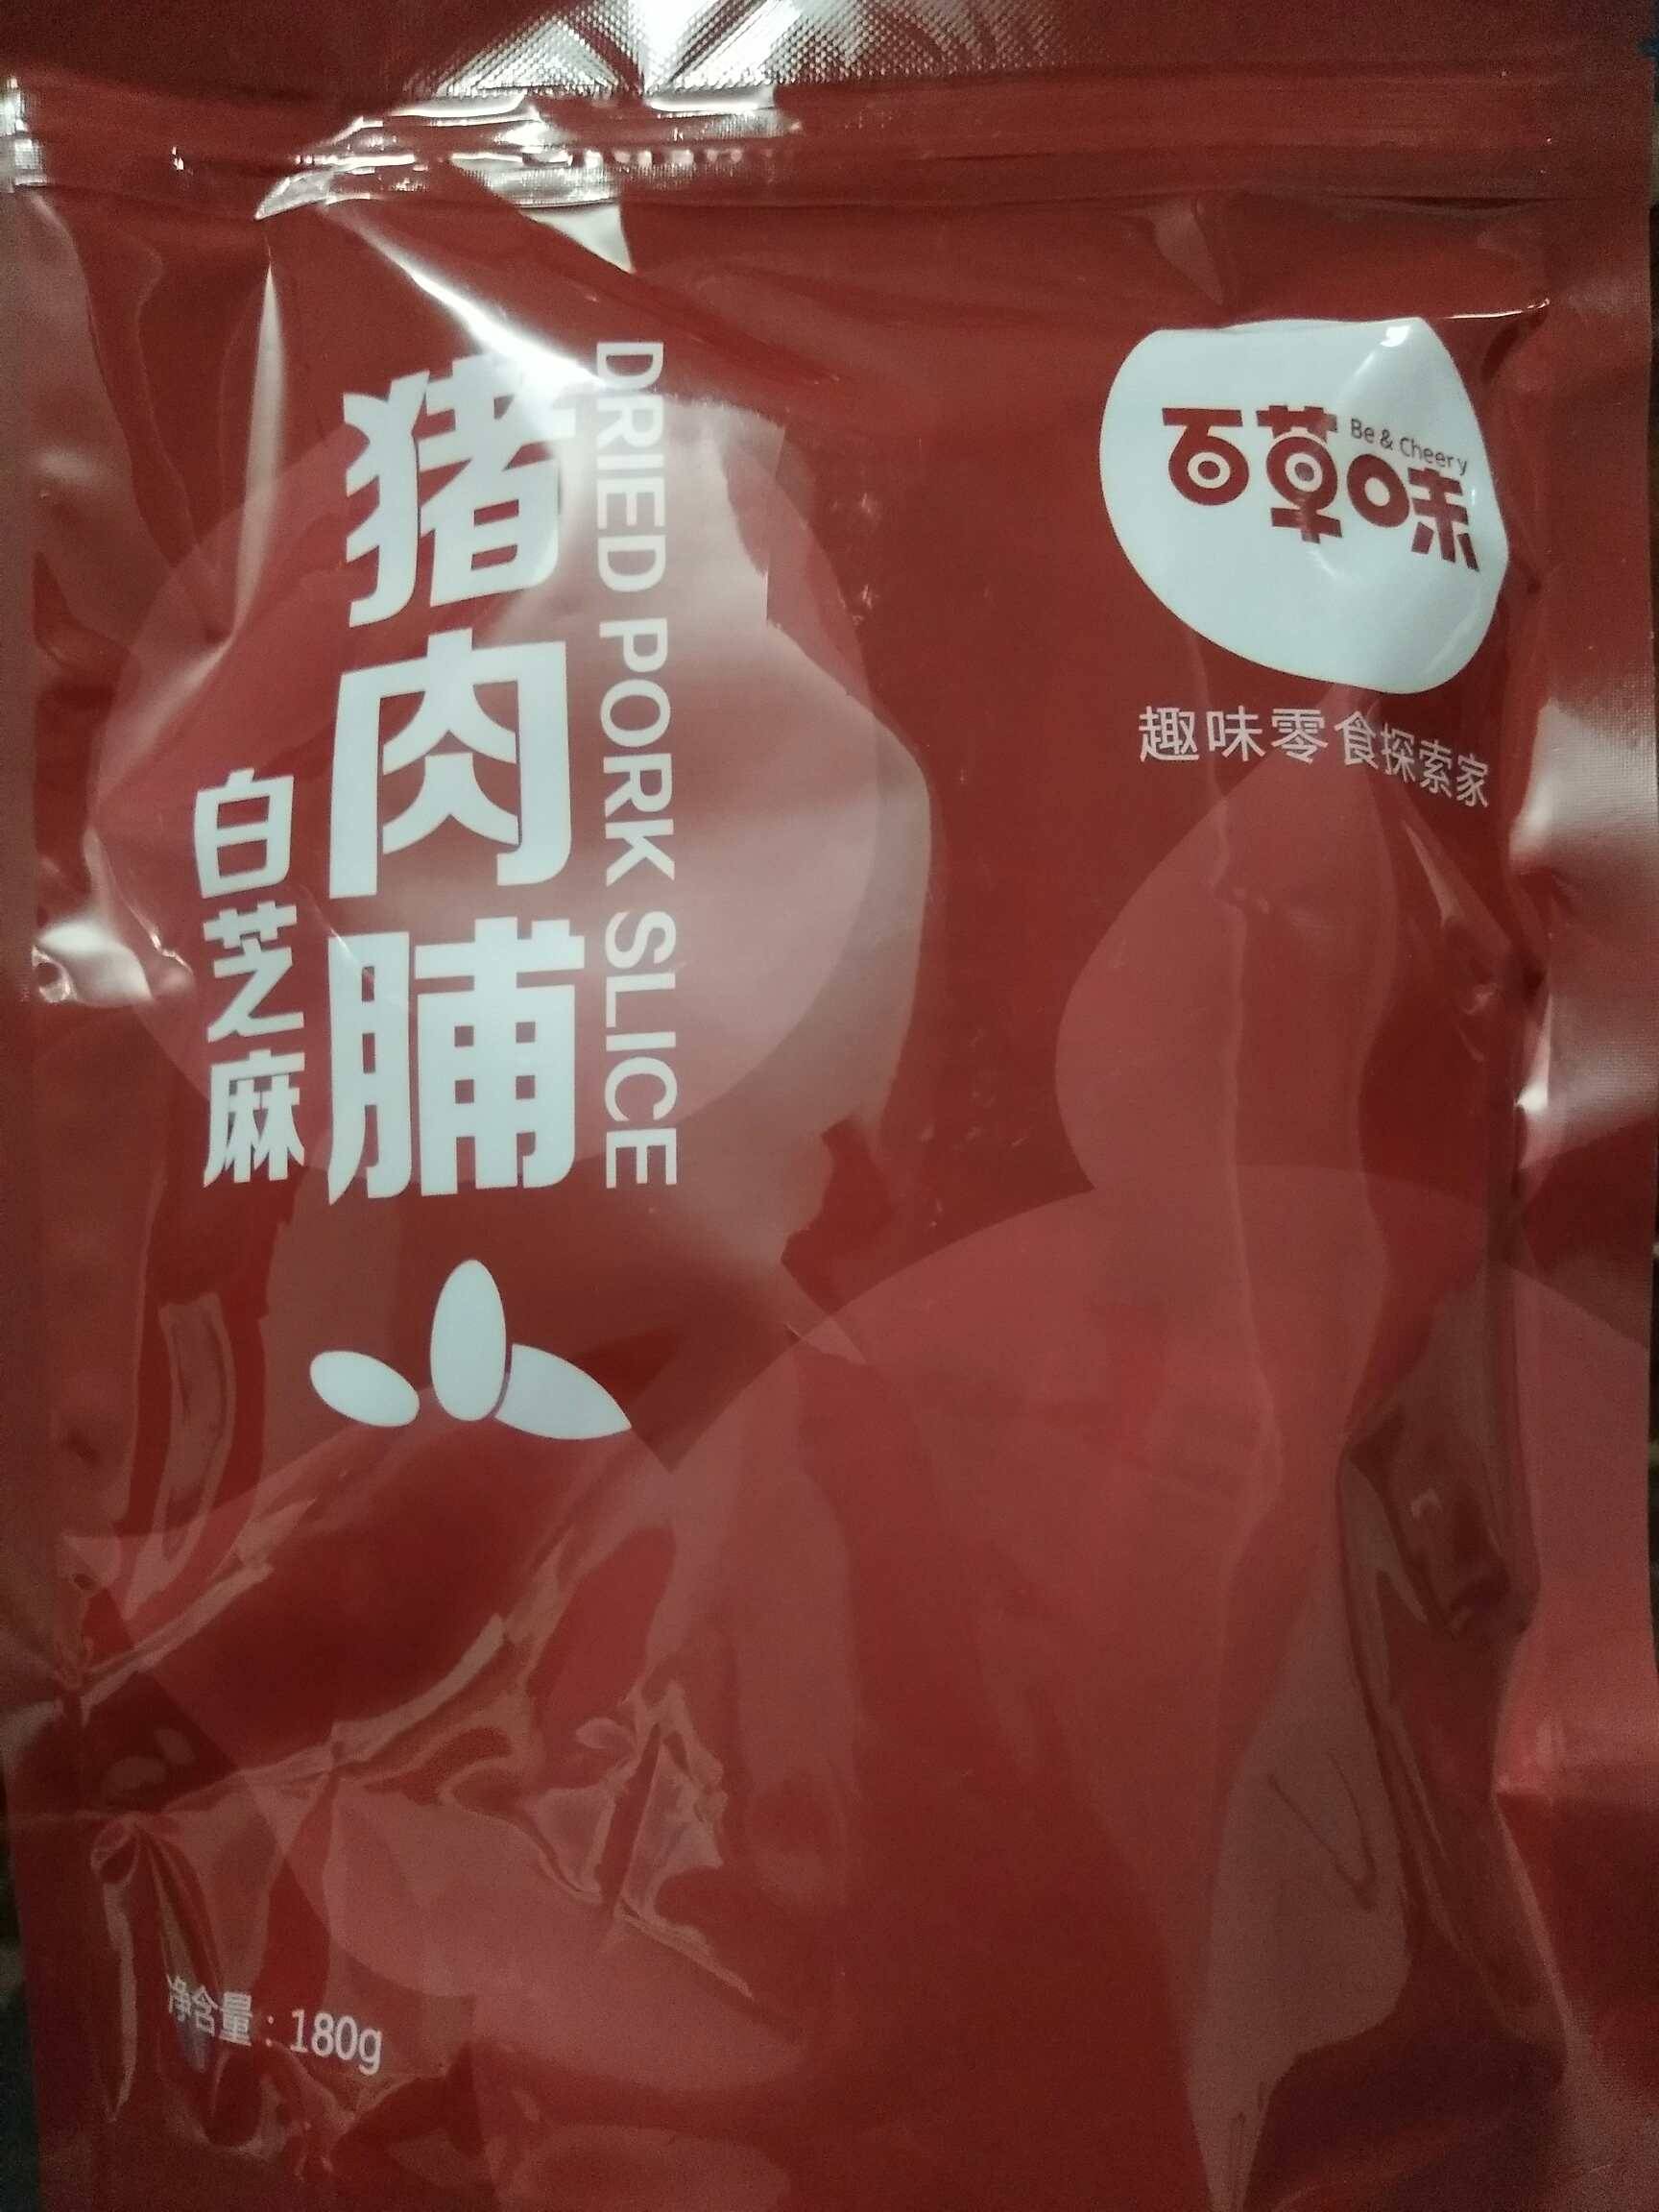 百草味
Be & Cheery
趣味零食探索家
DRIED PORK SLICE
猪肉脯
白芝麻
净含量：180g